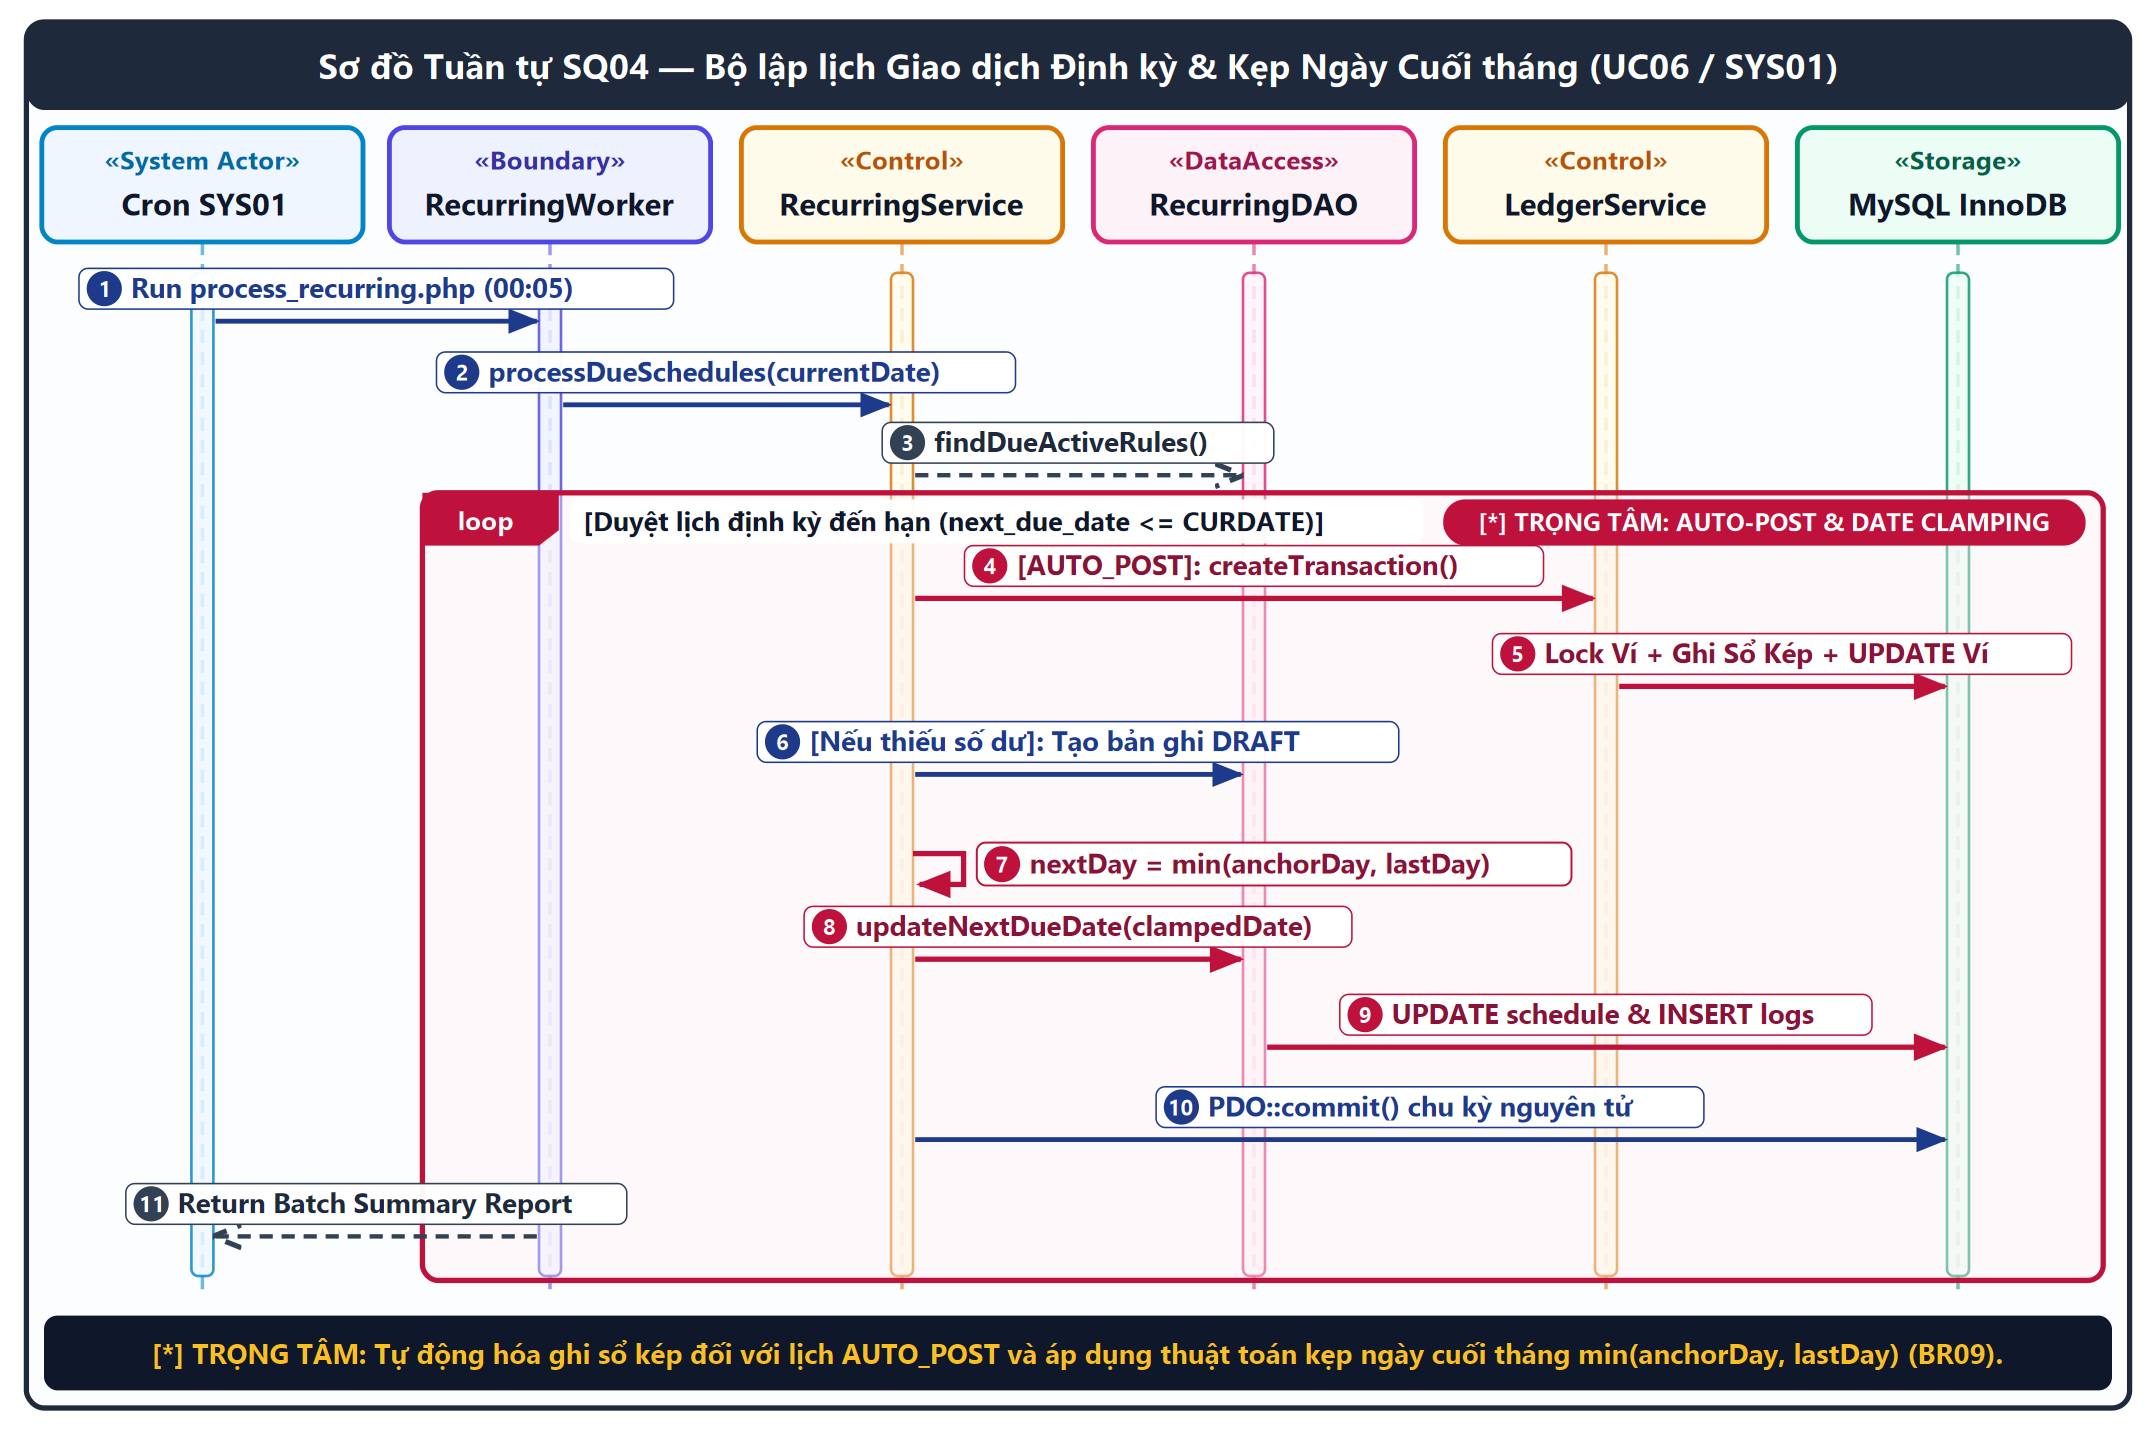 Sơ đồ Tuần tự SQ04 — Bộ lập lịch Giao dịch Định kỳ & Kẹp Ngày Cuối tháng (UC06 / SYS01)
«System Actor»
Cron SYS01
«Boundary»
RecurringWorker
«Control»
RecurringService
«DataAccess»
RecurringDAO
«Control»
LedgerService
«Storage»
MySQL InnoDB
1 Run process_recurring.php (00:05)
2 processDueSchedules(currentDate)
3 findDueActiveRules()
loop [Duyệt lịch định kỳ đến hạn (next_due_date <= CURDATE)] [*] TRỌNG TÂM: AUTO-POST & DATE CLAMPING
4 [AUTO_POST]: createTransaction()
5 Lock Ví + Ghi Sổ Kép + UPDATE Ví
6 [Nếu thiếu số dư]: Tạo bản ghi DRAFT
7 nextDay = min(anchorDay, lastDay)
8 updateNextDueDate(clampedDate)
9 UPDATE schedule & INSERT logs
10 PDO::commit() chu kỳ nguyên tử
11 Return Batch Summary Report
[*] TRỌNG TÂM: Tự động hóa ghi sổ kép đối với lịch AUTO_POST và áp dụng thuật toán kẹp ngày cuối tháng min(anchorDay, lastDay) (BR09).